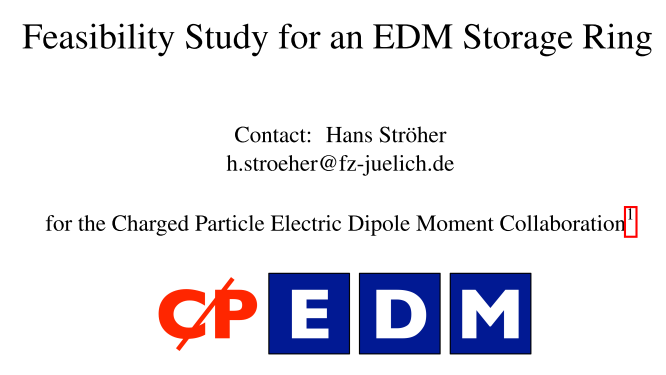 Feasibility Study for an EDM Storage Ring
Contact: Hans Ströher
h.stroeher@fz-juelich.de
for the Charged Particle Electric Dipole Moment Collaboration1
CP EDM